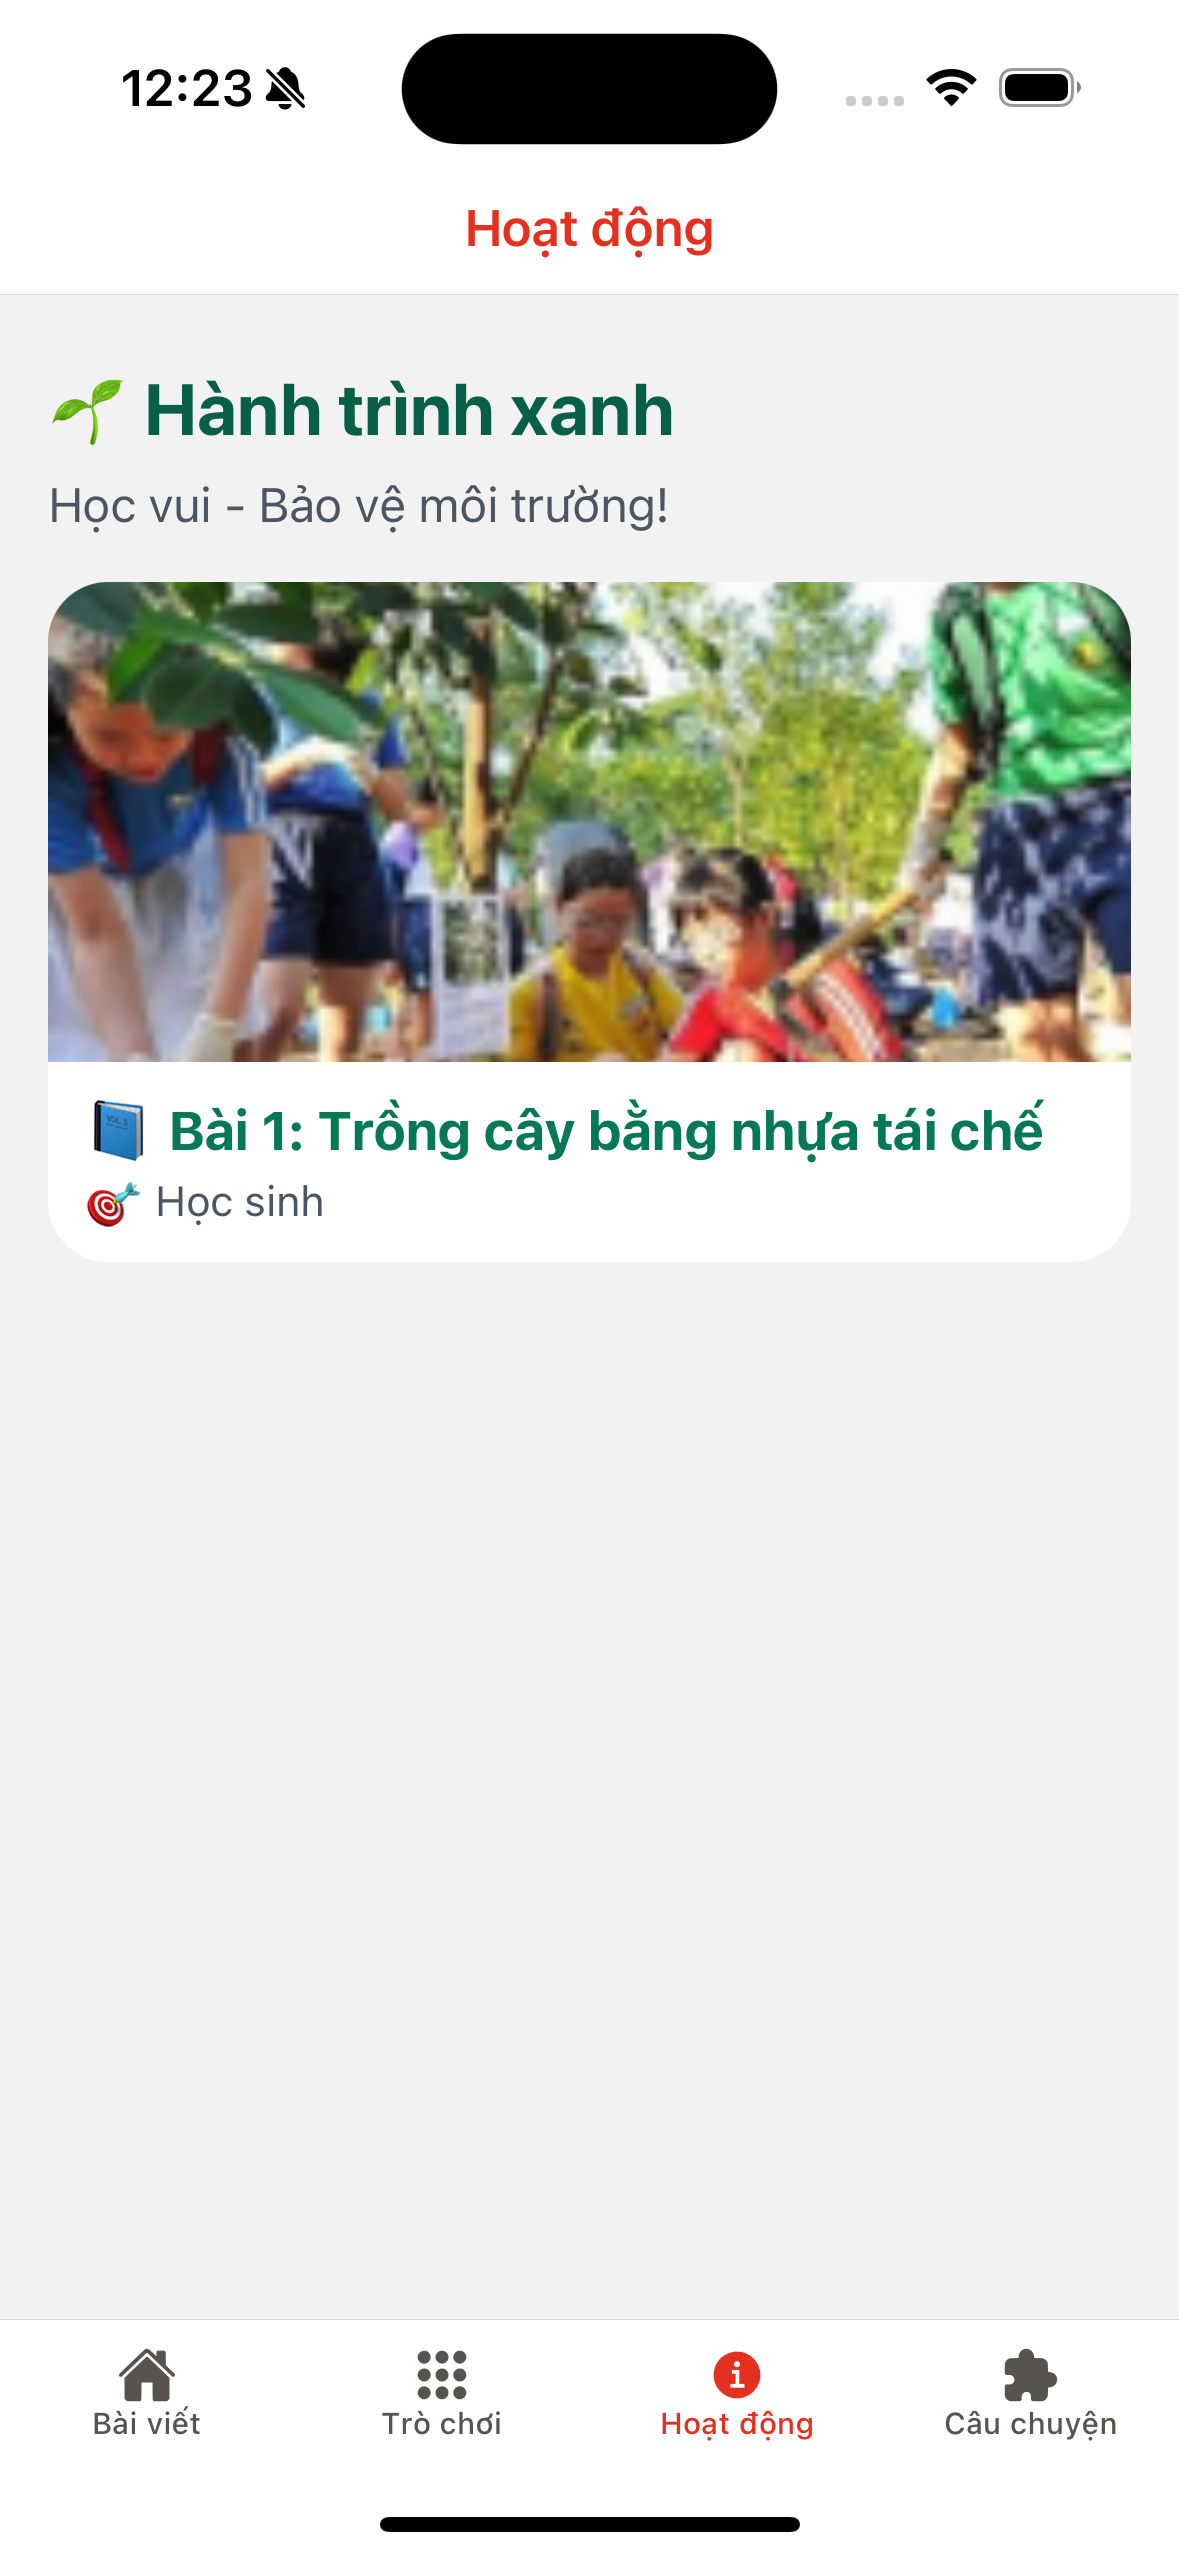 12:23
Hoạt động
Hành trình xanh
Học vui - Bảo vệ môi trường!
Bài 1: Trồng cây bằng nhựa tái chế
Học sinh
Bài viết
Trò chơi
Hoạt động
Câu chuyện